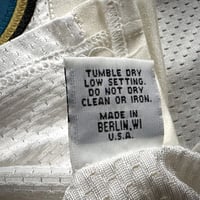 TUMBLE DRY
LOW SETTING.
DO NOT DRY
CLEAN OR IRON.
MADE IN
BERLIN, WI
U.S.A.